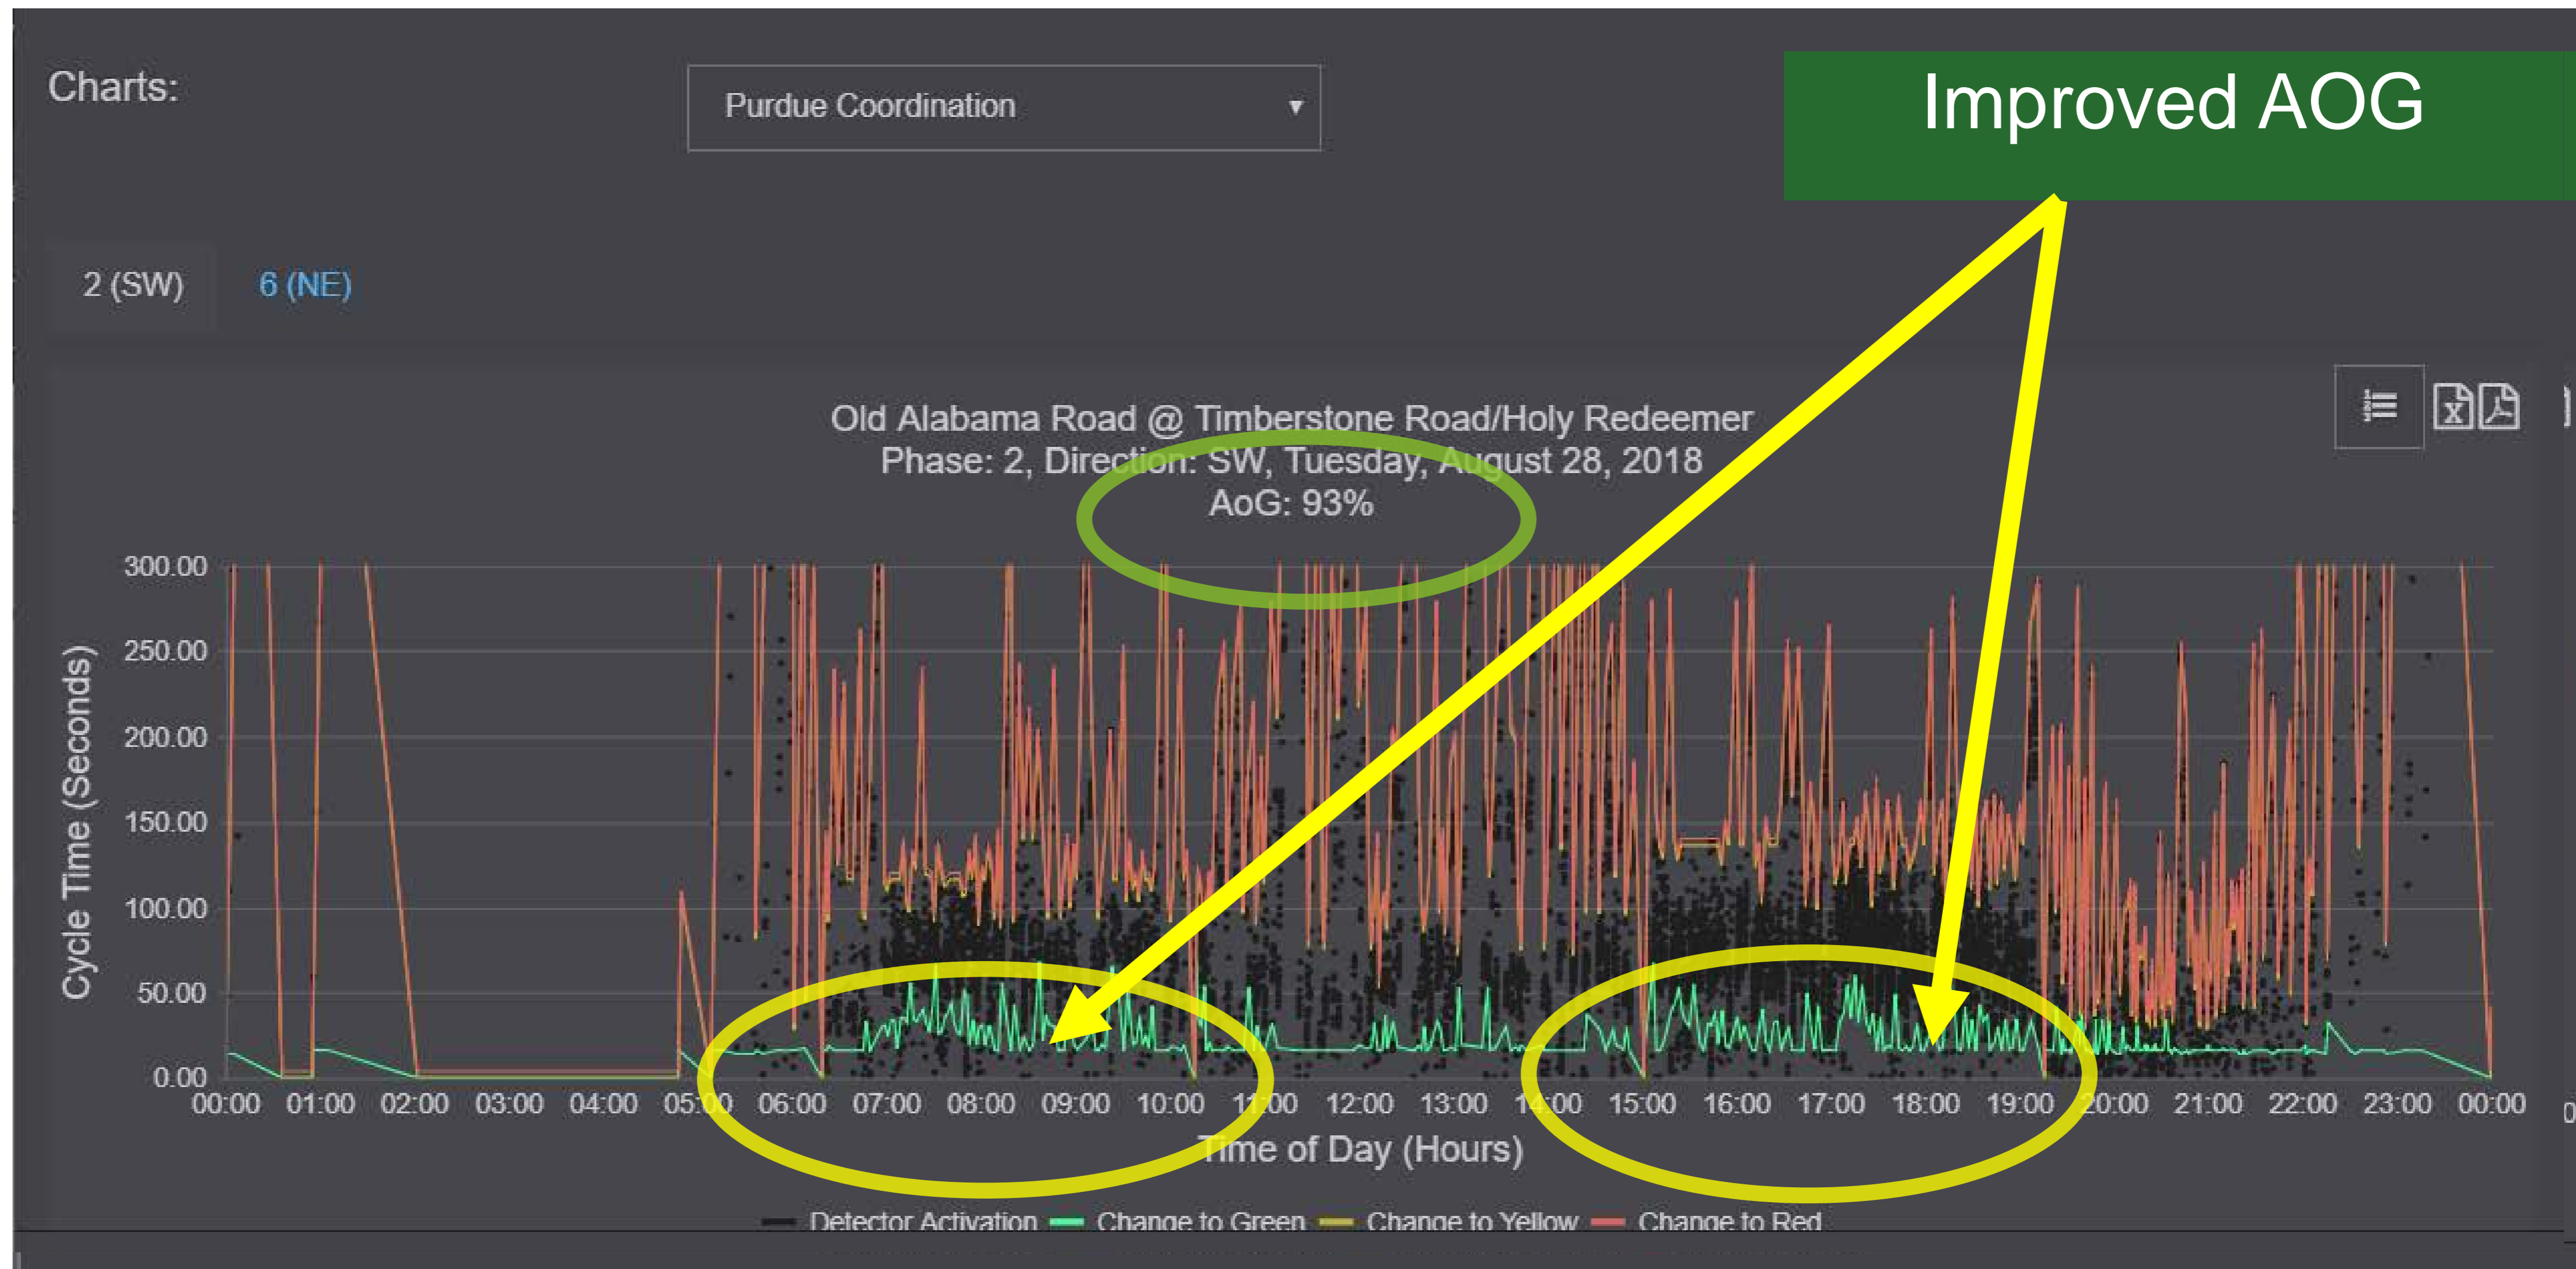 Charts:
Purdue Coordination
Improved AOG
2 (SW)
6 (NE)
Old Alabama Road @ Timberstone Road/Holy Redeemer
Phase: 2, Direction: SW, Tuesday, August 28, 2018
AoG: 93%
Cycle Time (Seconds)
300.00
250.00
200.00
150.00
100.00
50.00
0.00
00:00 01:00 02:00 03:00 04:00 05:00 06:00 07:00 08:00 09:00 10:00 11:00 12:00 13:00 14:00 15:00 16:00 17:00 18:00 19:00 20:00 21:00 22:00 23:00 00:00
Time of Day (Hours)
Detector Activation Change to Green Change to Yellow Change to Red